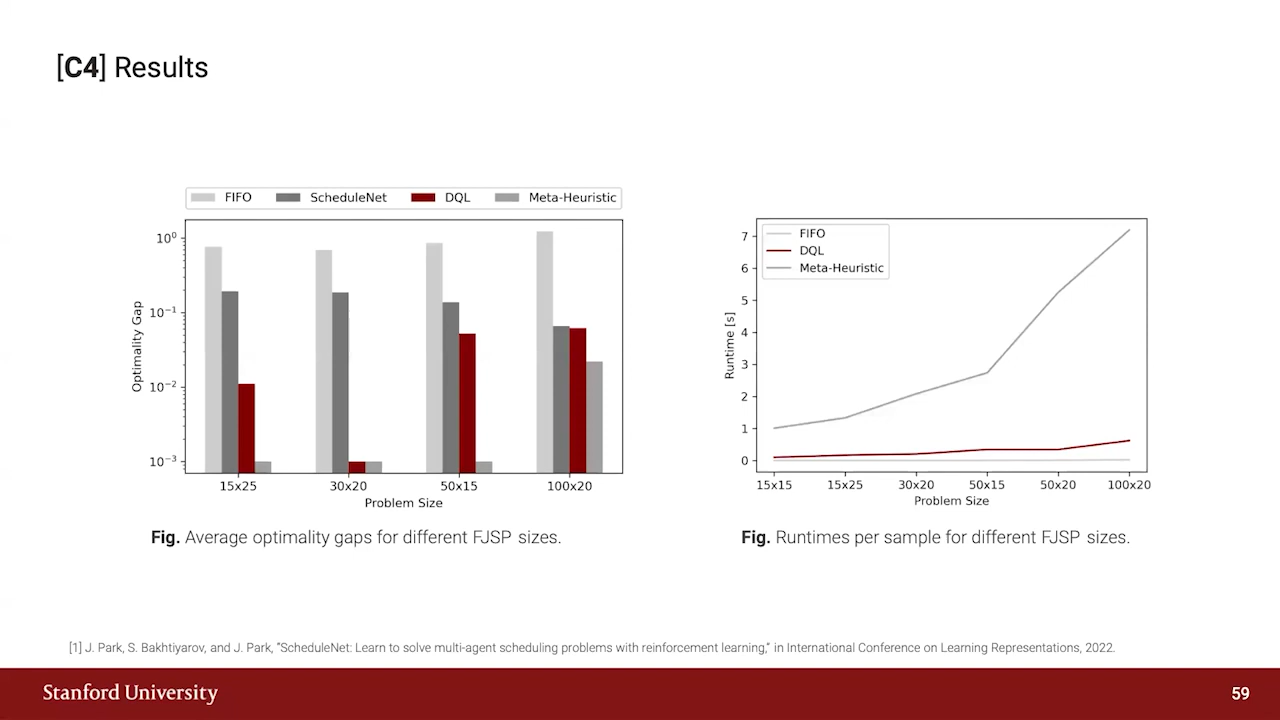 [C4] Results
FIFO ScheduleNet DQL Meta-Heuristic
10⁰
10⁻¹
10⁻²
10⁻³
Optimality Gap
15x25 30x20 50x15 100x20
Problem Size
Fig. Average optimality gaps for different FJSP sizes.
FIFO
DQL
Meta-Heuristic
7
6
5
4
3
2
1
0
Runtime [s]
15x15 15x25 30x20 50x15 50x20 100x20
Problem Size
Fig. Runtimes per sample for different FJSP sizes.
[1] J. Park, S. Bakhtiyarov, and J. Park, “ScheduleNet: Learn to solve multi-agent scheduling problems with reinforcement learning,” in International Conference on Learning Representations, 2022.
Stanford University
59